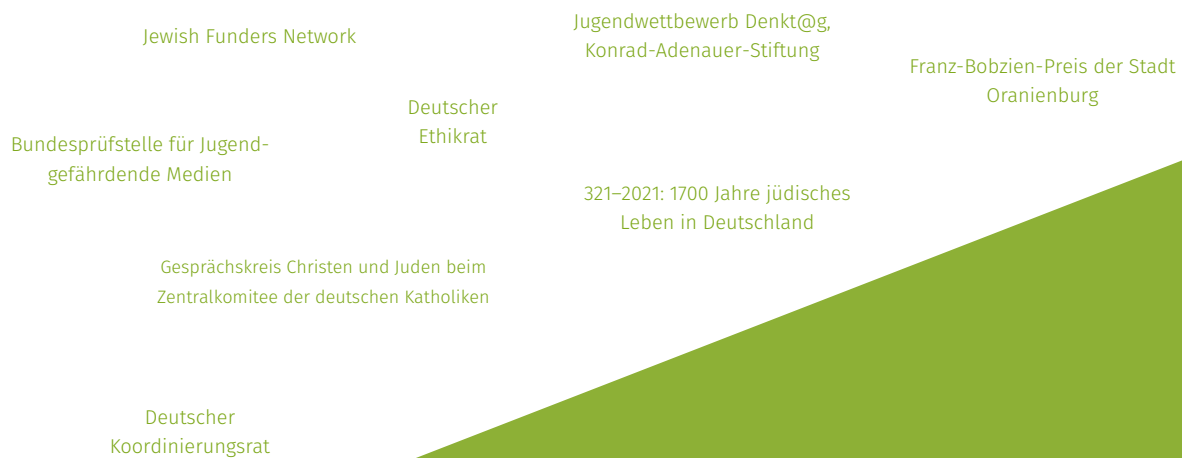 Jewish Funders Network
Jugendwettbewerb Denkt@g,
Konrad-Adenauer-Stiftung
Franz-Bobzien-Preis der Stadt
Oranienburg
Deutscher
Ethikrat
Bundesprüfstelle für Jugend-
gefährdende Medien
321–2021: 1700 Jahre jüdisches
Leben in Deutschland
Gesprächskreis Christen und Juden beim
Zentralkomitee der deutschen Katholiken
Deutscher
Koordinierungsrat